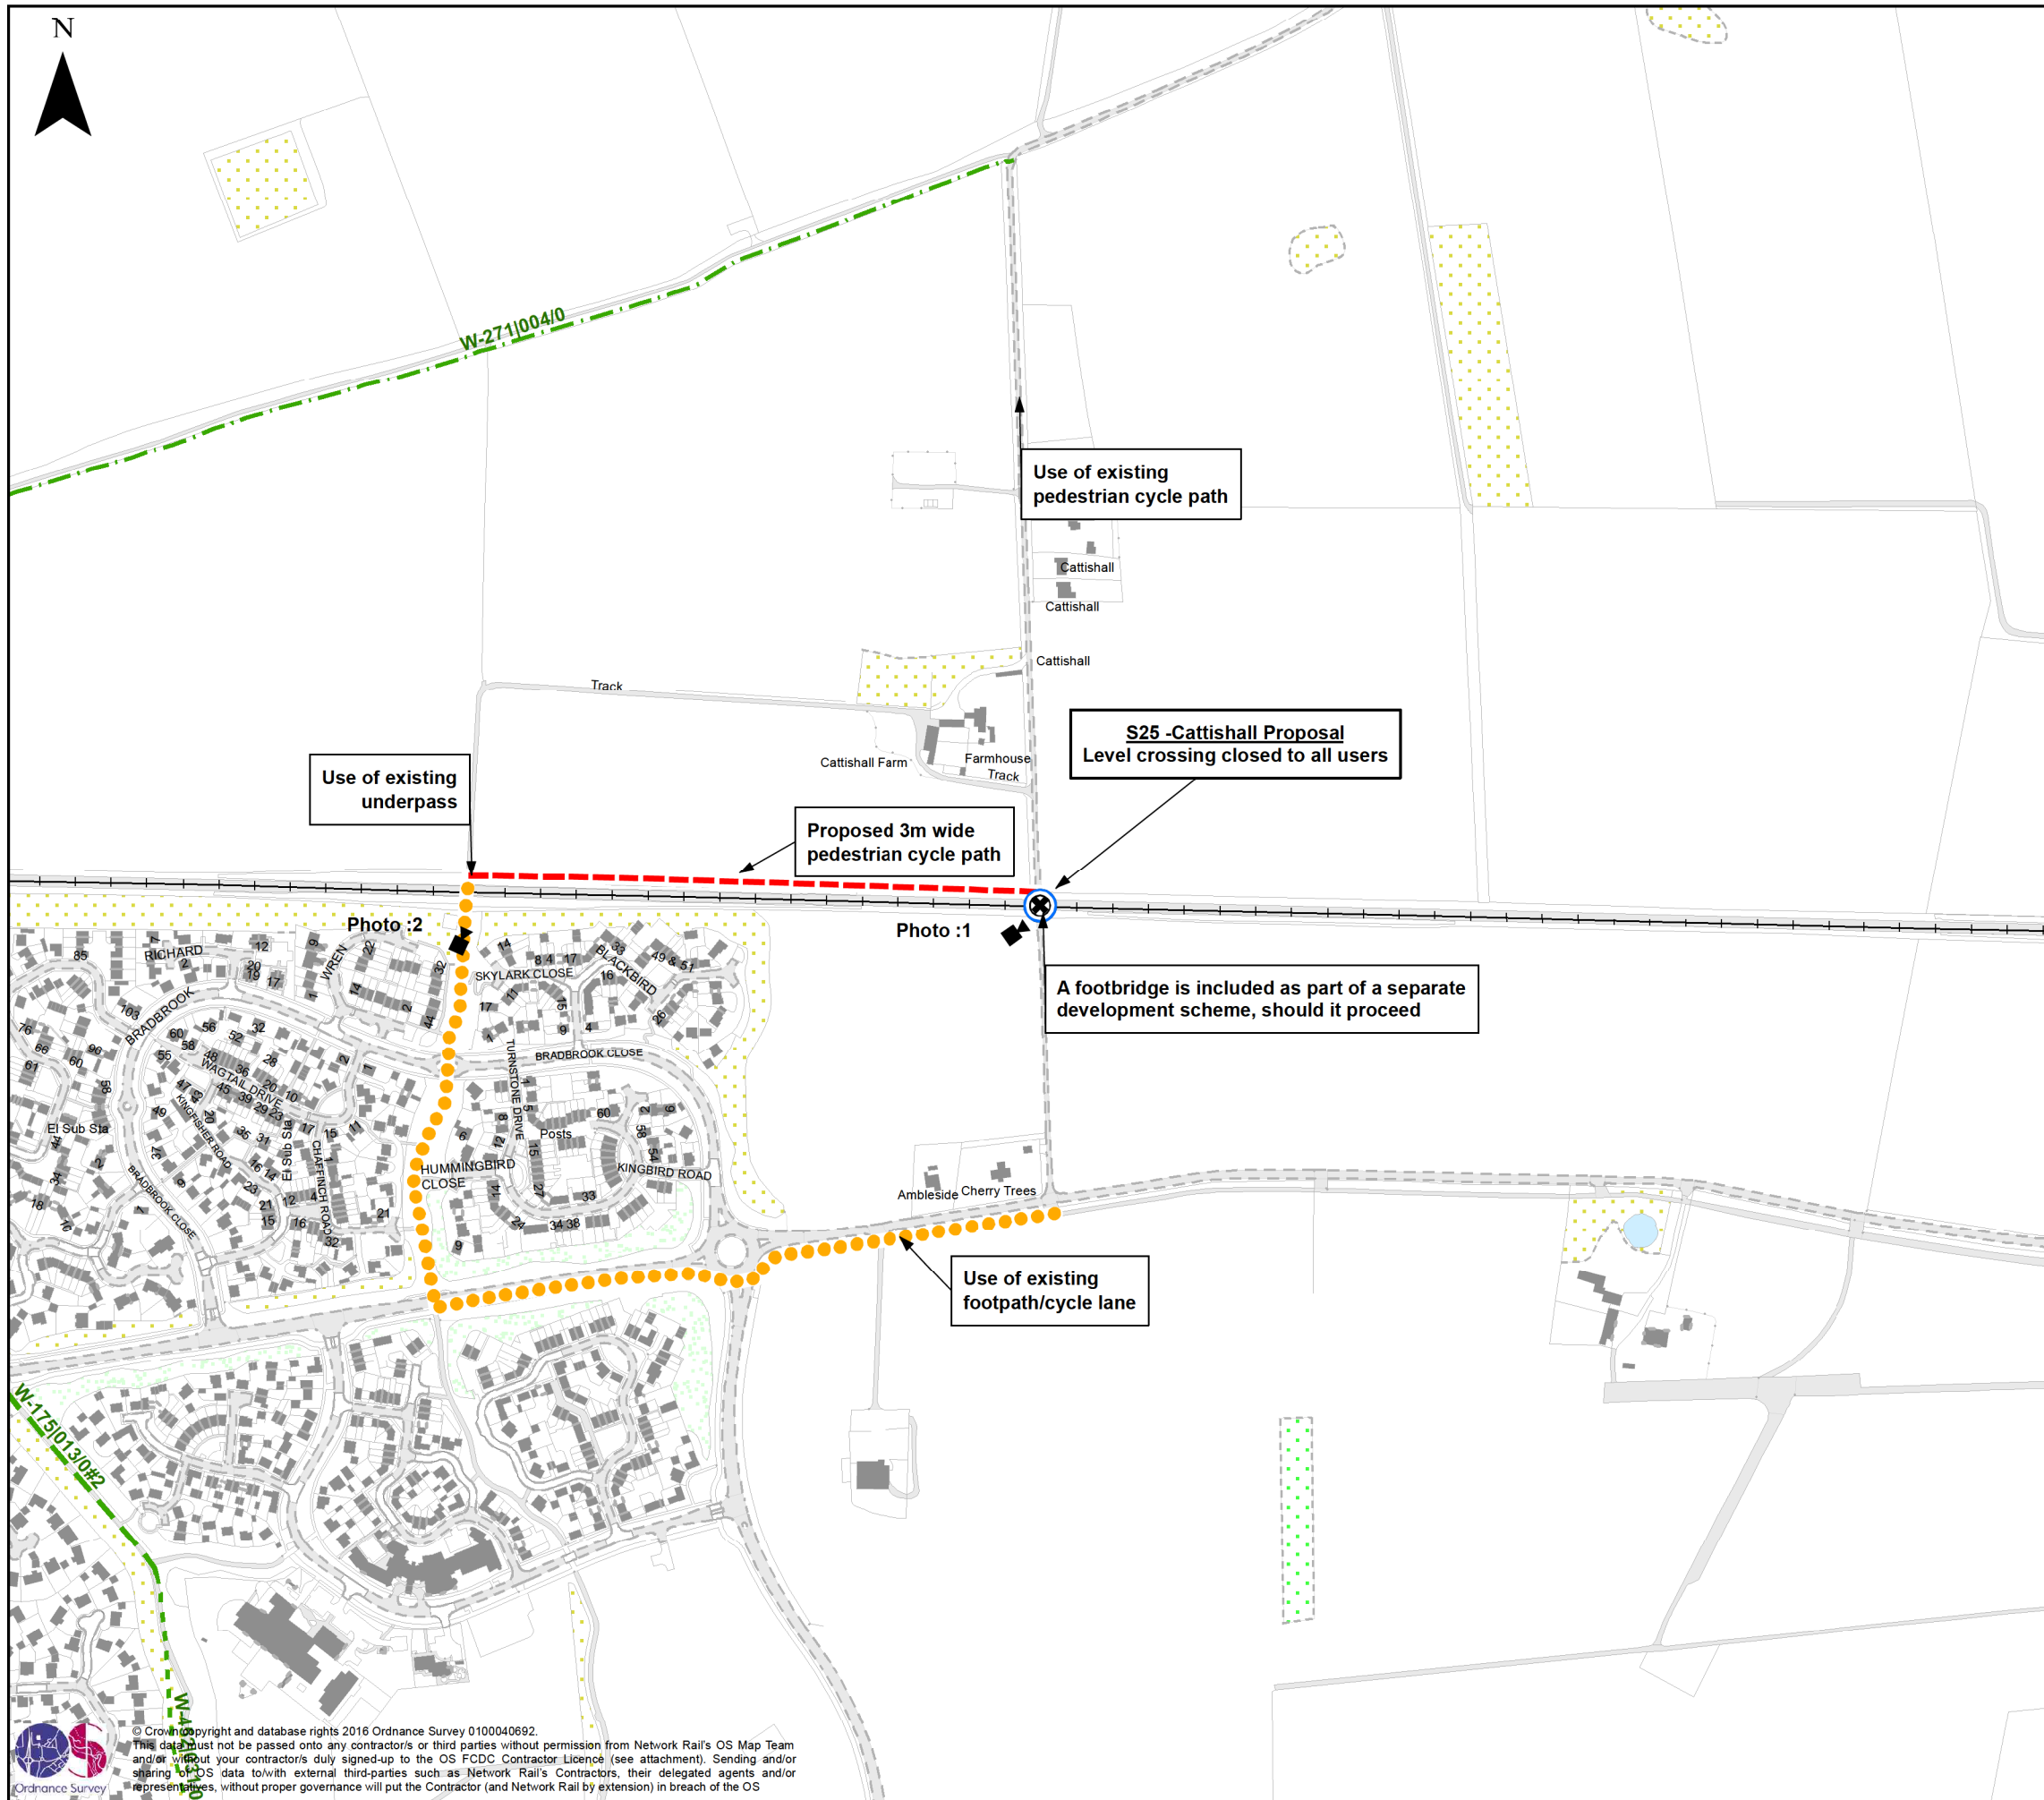 N
W-271|004/0
Use of existing
pedestrian cycle path
Cattishall
Cattishall
Cattishall
Track
S25 -Cattishall Proposal
Level crossing closed to all users
Cattishall Farm
Farmhouse
Track
Use of existing
underpass
Proposed 3m wide
pedestrian cycle path
Photo :2
Photo :1
A footbridge is included as part of a separate
development scheme, should it proceed
RICHARD
WREN
SKYLARK CLOSE
BLACKBIRD
49 & 51
BRADBROOK
BRADBROOK CLOSE
WAGTAIL DRIVE
KINGFISHER ROAD
TURNSTONE DRIVE
El Sub Sta
El Sub Sta
CHAFFINCH ROAD
Posts
HUMMINGBIRD
CLOSE
KINGBIRD ROAD
BRADBROOK CLOSE
Ambleside
Cherry Trees
Use of existing
footpath/cycle lane
W-175|013/0#2
Ordnance Survey
© Crown copyright and database rights 2016 Ordnance Survey 0100040692.
This data must not be passed onto any contractor/s or third parties without permission from Network Rail's OS Map Team
and/or without your contractor/s duly signed-up to the OS FCDC Contractor Licence (see attachment). Sending and/or
sharing of OS data to/with external third-parties such as Network Rail's Contractors, their delegated agents and/or
representatives, without proper governance will put the Contractor (and Network Rail by extension) in breach of the OS